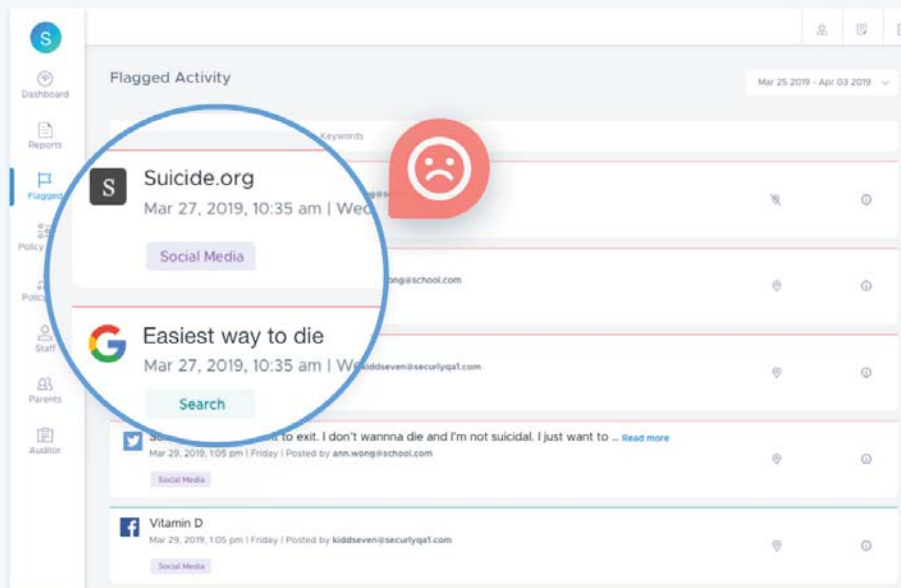 S
Dashboard
Reports
Flagged
Policy
Staff
Parents
Auditor
Flagged Activity
Mar 25 2019 - Apr 03 2019
Keywords
S
Suicide.org
Mar 27, 2019, 10:35 am | Wed
Social Media
ong@school.com
Easiest way to die
Mar 27, 2019, 10:35 am | W
kiddseven@securlyqa1.com
Search
to exit. I don't wannna die and I'm not suicidal. I just want to ... Read more
Mar 29, 2019, 1:05 pm | Friday | Posted by ann.wong@school.com
Social Media
Vitamin D
Mar 29, 2019, 1:05 pm | Friday | Posted by kiddseven@securlyqa1.com
Social Media